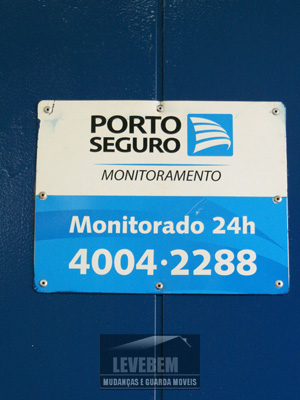 PORTO
SEGURO
MONITORAMENTO
Monitorado 24h
4004·2288
LEVEBEM
MUDANÇAS E GUARDA MOVEIS